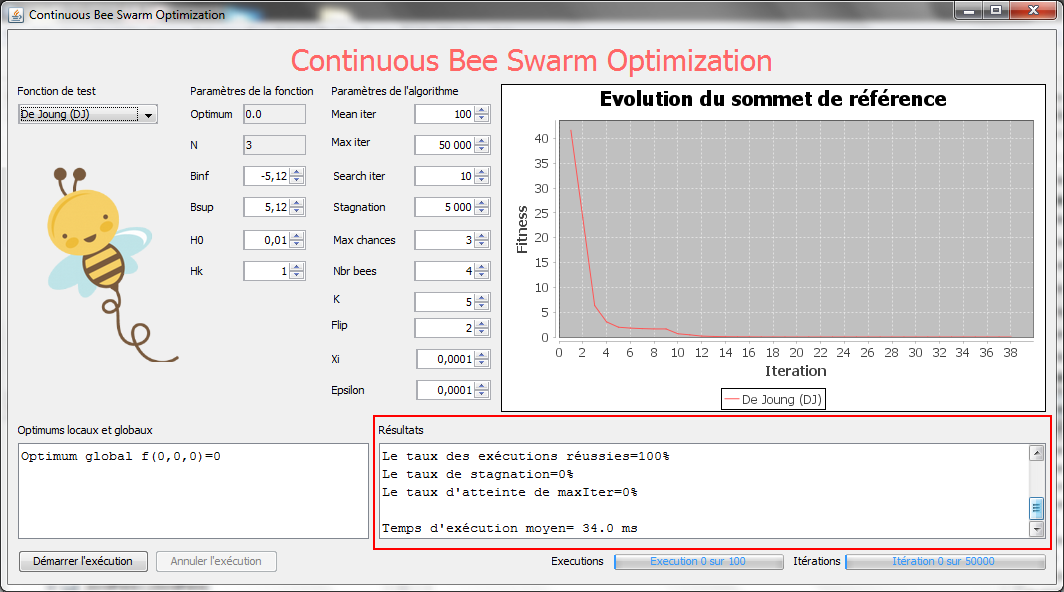 Continuous Bee Swarm Optimization
Continuous Bee Swarm Optimization
Fonction de test
De Joung (DJ)
Paramètres de la fonction
Optimum 0.0
N 3
Binf -5,12
Bsup 5,12
H0 0,01
Hk 1
Paramètres de l'algorithme
Mean iter 100
Max iter 50 000
Search iter 10
Stagnation 5 000
Max chances 3
Nbr bees 4
K 5
Flip 2
Xi 0,0001
Epsilon 0,0001
Evolution du sommet de référence
Fitness
40
35
30
25
20
15
10
5
0
0 2 4 6 8 10 12 14 16 18 20 22 24 26 28 30 32 34 36 38
Iteration
De Joung (DJ)
Optimums locaux et globaux
Optimum global f(0,0,0)=0
Résultats
Le taux des exécutions réussies=100%
Le taux de stagnation=0%
Le taux d'atteinte de maxIter=0%
Temps d'exécution moyen= 34.0 ms
Démarrer l'exécution
Annuler l'exécution
Executions Execution 0 sur 100
Itérations Itération 0 sur 50000